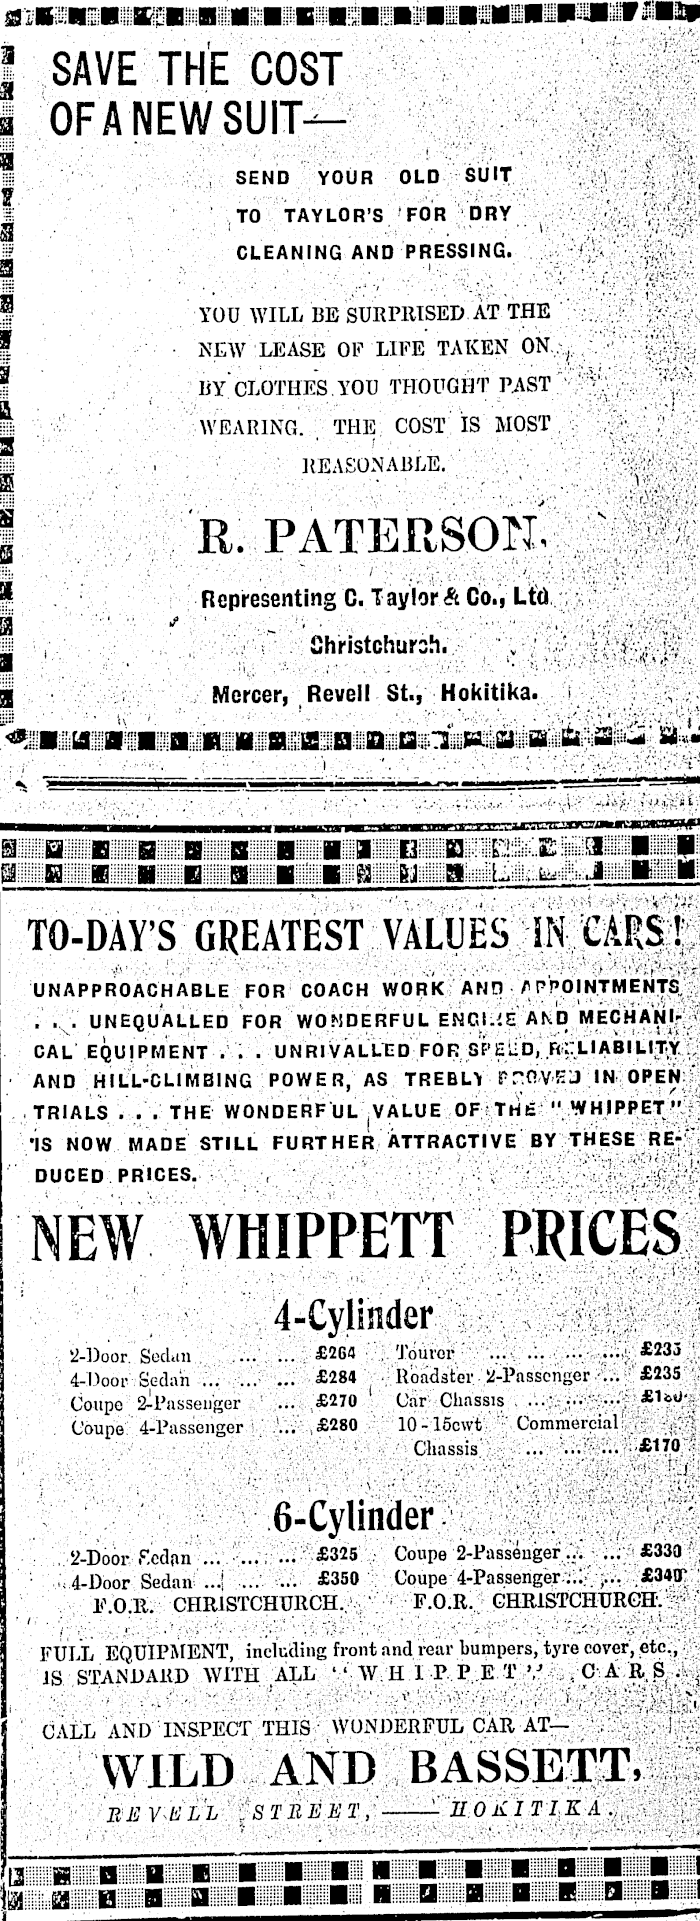 SAVE THE COST
OF A NEW SUIT—
SEND YOUR OLD SUIT
TO TAYLOR'S FOR DRY
CLEANING AND PRESSING.
YOU WILL BE SURPRISED AT THE
NEW LEASE OF LIFE TAKEN ON
BY CLOTHES YOU THOUGHT PAST
WEARING. THE COST IS MOST
REASONABLE.
R. PATERSON,
Representing C. Taylor & Co., Ltd
Christchurch.
Mercer, Revell St., Hokitika.
TO-DAY'S GREATEST VALUES IN CARS!
UNAPPROACHABLE FOR COACH WORK AND APPOINTMENTS
. . . UNEQUALLED FOR WONDERFUL ENGINE AND MECHANI-
CAL EQUIPMENT . . . UNRIVALLED FOR SPEED, RELIABILITY
AND HILL-CLIMBING POWER, AS TREBLY PROVED IN OPEN
TRIALS . . . THE WONDERFUL VALUE OF THE "WHIPPET"
IS NOW MADE STILL FURTHER ATTRACTIVE BY THESE RE-
DUCED PRICES.
NEW WHIPPETT PRICES
4-Cylinder
2-Door Sedan ... ... £264
4-Door Sedan ... ... ... £284
Coupe 2-Passenger ... £270
Coupe 4-Passenger ... £280
Tourer ... ... ... ... £235
Roadster 2-Passenger ... £235
Car Chassis ... ... ...
10-15cwt Commercial
Chassis ... ... ... £170
6-Cylinder
2-Door Sedan ... ... ... £325
4-Door Sedan ... ... ... £350
F.O.R. CHRISTCHURCH.
Coupe 2-Passenger ... ... £330
Coupe 4-Passenger ... ... £340
F.O.R. CHRISTCHURCH.
FULL EQUIPMENT, including front and rear bumpers, tyre cover, etc.,
IS STANDARD WITH ALL "WHIPPET" CARS.
CALL AND INSPECT THIS WONDERFUL CAR AT—
WILD AND BASSETT,
REVELL STREET, —— HOKITIKA.